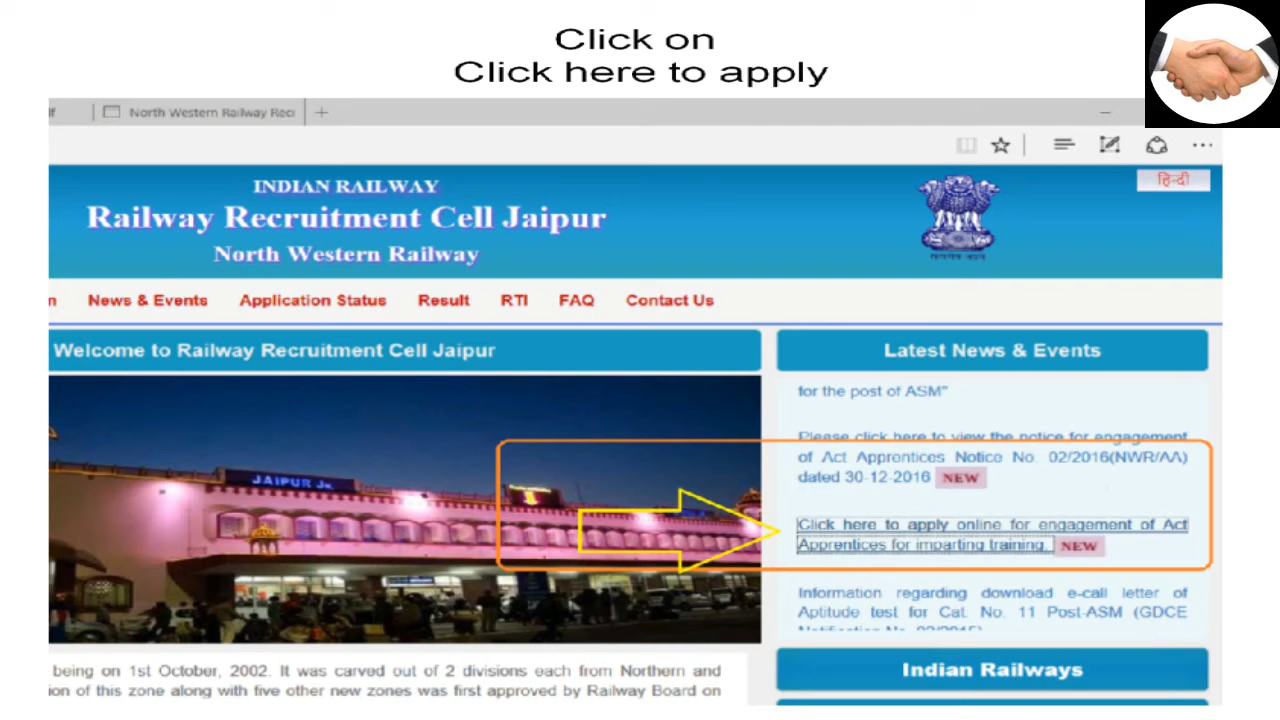 Click on
Click here to apply
North Western Railway Recr
INDIAN RAILWAY
Railway Recruitment Cell Jaipur
North Western Railway
हिन्दी
n News & Events Application Status Result RTI FAQ Contact Us
Welcome to Railway Recruitment Cell Jaipur
Latest News & Events
for the post of ASM"
Please click here to view the notice for engagement
of Act Apprentices Notice No. 02/2016(NWR/AA)
dated 30-12-2016 NEW
Click here to apply online for engagement of Act
Apprentices for imparting training. NEW
Information regarding download e-call letter of
Aptitude test for Cat. No. 11 Post-ASM (GDCE
Notification No. 02/2015)
JAIPUR Jn.
Indian Railways
being on 1st October, 2002. It was carved out of 2 divisions each from Northern and
ion of this zone along with five other new zones was first approved by Railway Board on